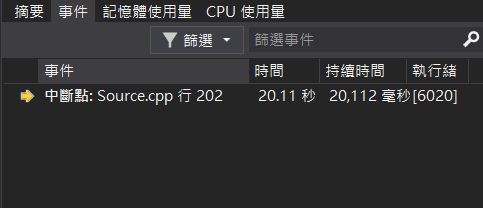 摘要 事件 記憶體使用量 CPU 使用量
篩選 篩選事件
事件 時間 持續時間 執行緒
中斷點: Source.cpp 行 202 20.11 秒 20,112 毫秒 [6020]